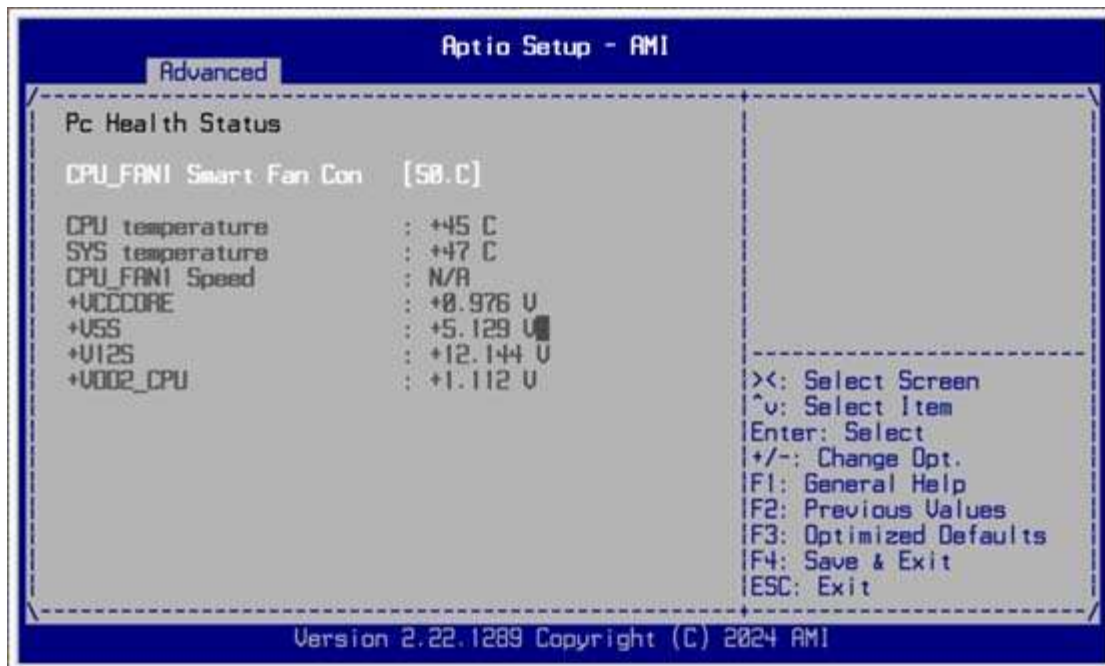 Aptio Setup - AMI
Advanced
Pc Health Status
CPU_FAN1 Smart Fan Con [50.C]
CPU temperature : +45 C
SYS temperature : +47 C
CPU_FAN1 Speed : N/A
+VCCCORE : +0.976 V
+V5S : +5.129 V
+V12S : +12.144 V
+VDD2_CPU : +1.112 V
><: Select Screen
^v: Select Item
Enter: Select
+/-: Change Opt.
F1: General Help
F2: Previous Values
F3: Optimized Defaults
F4: Save & Exit
ESC: Exit
Version 2.22.1289 Copyright (C) 2024 AMI